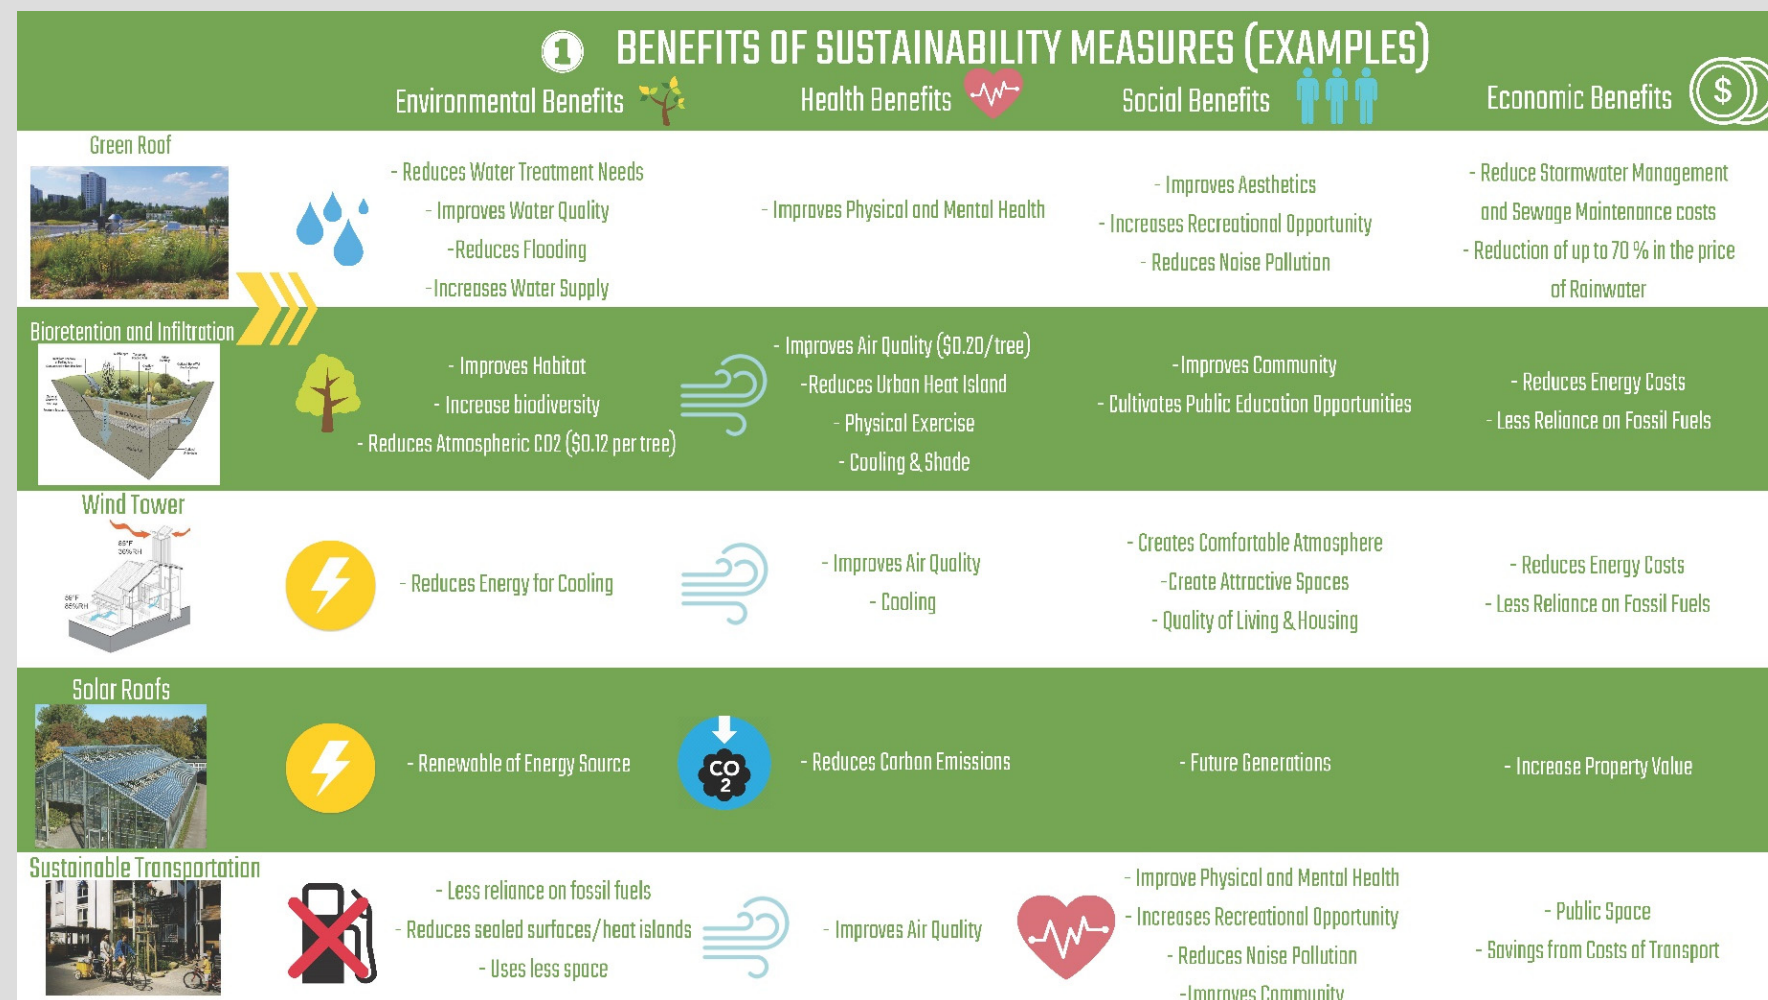 1 BENEFITS OF SUSTAINABILITY MEASURES (EXAMPLES)
Environmental Benefits
Health Benefits
Social Benefits
Economic Benefits
$
Green Roof
- Reduces Water Treatment Needs
- Improves Water Quality
-Reduces Flooding
-Increases Water Supply
- Improves Physical and Mental Health
- Improves Aesthetics
- Increases Recreational Opportunity
- Reduces Noise Pollution
- Reduce Stormwater Management
and Sewage Maintenance costs
- Reduction of up to 70 % in the price
of Rainwater
Bioretention and Infiltration
- Improves Habitat
- Increase biodiversity
- Reduces Atmospheric CO2 ($0.12 per tree)
- Improves Air Quality ($0.20/tree)
-Reduces Urban Heat Island
- Physical Exercise
- Cooling & Shade
-Improves Community
- Cultivates Public Education Opportunities
- Reduces Energy Costs
- Less Reliance on Fossil Fuels
Wind Tower
- Reduces Energy for Cooling
- Improves Air Quality
- Cooling
- Creates Comfortable Atmosphere
-Create Attractive Spaces
- Quality of Living & Housing
- Reduces Energy Costs
- Less Reliance on Fossil Fuels
Solar Roofs
- Renewable of Energy Source
CO
2
- Reduces Carbon Emissions
- Future Generations
- Increase Property Value
Sustainable Transportation
- Less reliance on fossil fuels
- Reduces sealed surfaces/heat islands
- Uses less space
- Improves Air Quality
- Improve Physical and Mental Health
- Increases Recreational Opportunity
- Reduces Noise Pollution
-Improves Community
- Public Space
- Savings from Costs of Transport